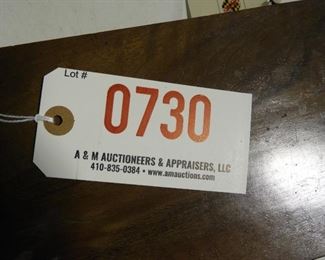 Lot #
0730
A & M AUCTIONEERS & APPRAISERS, LLC
410-835-0384 • www.amauctions.com